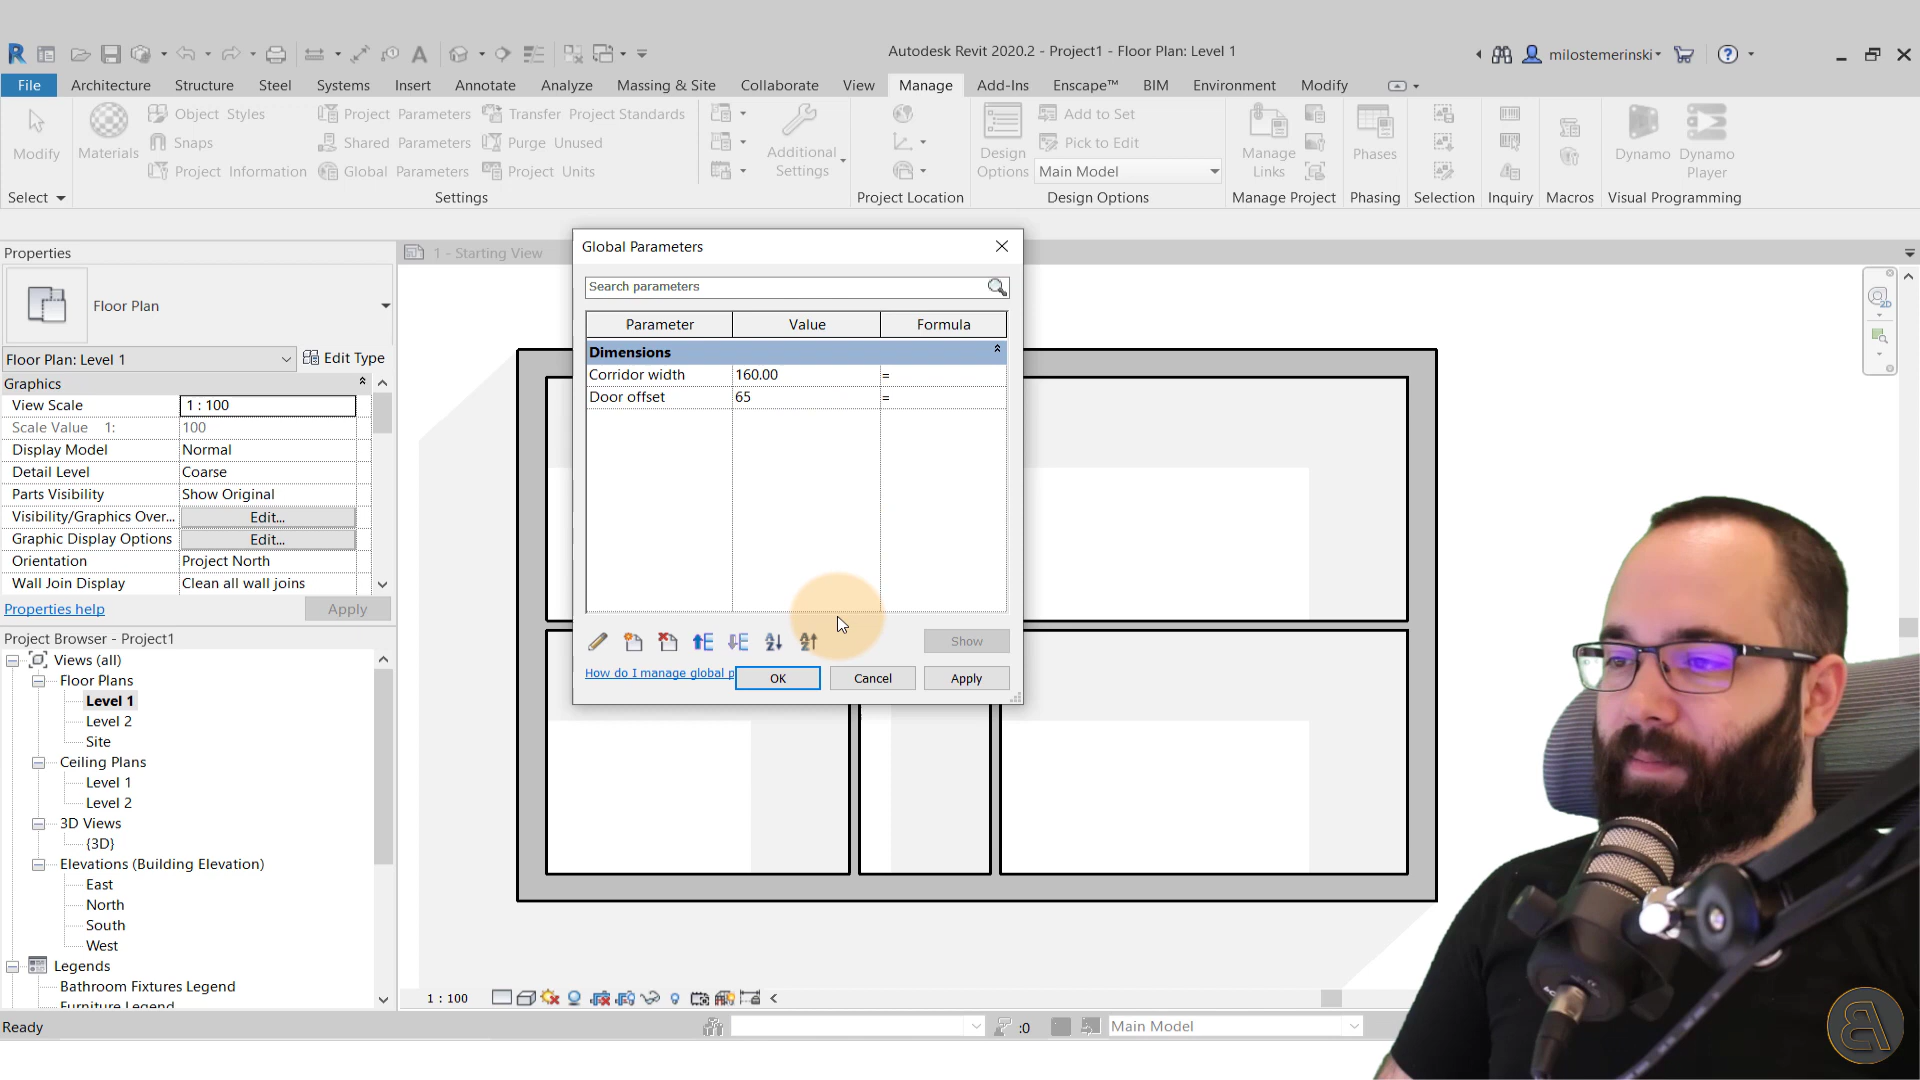 Autodesk Revit 2020.2 - Project1 - Floor Plan: Level 1
milostemerinski
File Architecture Structure Steel Systems Insert Annotate Analyze Massing & Site Collaborate View Manage Add-Ins Enscape™ BIM Environment Modify
Modify
Materials
Object Styles
Snaps
Project Information
Project Parameters
Shared Parameters
Global Parameters
Transfer Project Standards
Purge Unused
Project Units
Additional
Settings
Design
Options
Add to Set
Pick to Edit
Main Model
Manage
Links
Phases
Dynamo
Dynamo
Player
Select
Settings
Project Location
Design Options
Manage Project
Phasing
Selection
Inquiry
Macros
Visual Programming
Properties
Floor Plan
Floor Plan: Level 1
Edit Type
Graphics
View Scale 1 : 100
Scale Value 1: 100
Display Model Normal
Detail Level Coarse
Parts Visibility Show Original
Visibility/Graphics Over... Edit...
Graphic Display Options Edit...
Orientation Project North
Wall Join Display Clean all wall joins
Properties help Apply
Project Browser - Project1
Views (all)
Floor Plans
Level 1
Level 2
Site
Ceiling Plans
Level 1
Level 2
3D Views
{3D}
Elevations (Building Elevation)
East
North
South
West
Legends
Bathroom Fixtures Legend
Furniture Legend
1 - Starting View
Global Parameters
Search parameters
Parameter Value Formula
Dimensions
Corridor width 160.00 =
Door offset 65 =
Show
How do I manage global p
OK Cancel Apply
2D
1 : 100
Ready
:0
Main Model